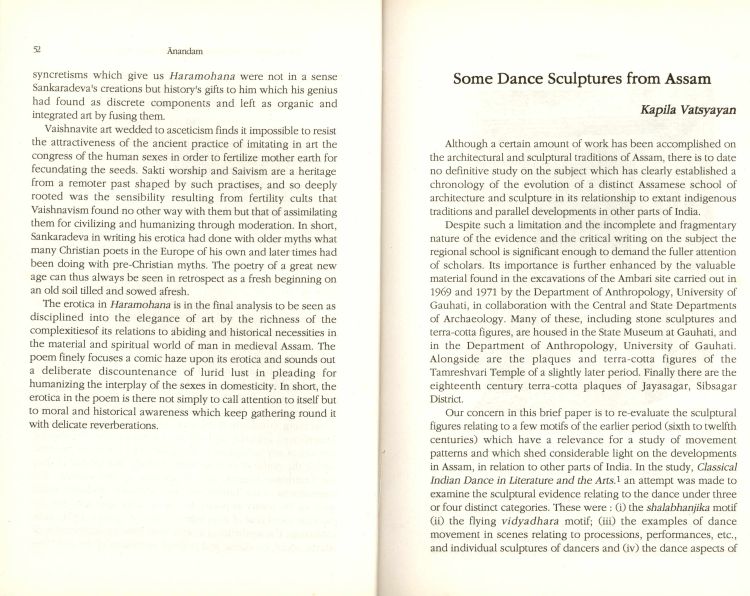 52
Ānandam
syncretisms which give us Haramohana were not in a sense
Sankaradeva's creations but history's gifts to him which his genius
had found as discrete components and left as organic and
integrated art by fusing them.
Vaishnavite art wedded to asceticism finds it impossible to resist
the attractiveness of the ancient practice of imitating in art the
congress of the human sexes in order to fertilize mother earth for
fecundating the seeds. Sakti worship and Saivism are a heritage
from a remoter past shaped by such practises, and so deeply
rooted was the sensibility resulting from fertility cults that
Vaishnavism found no other way with them but that of assimilating
them for civilizing and humanizing through moderation. In short,
Sankaradeva in writing his erotica had done with older myths what
many Christian poets in the Europe of his own and later times had
been doing with pre-Christian myths. The poetry of a great new
age can thus always be seen in retrospect as a fresh beginning on
an old soil tilled and sowed afresh.
The erotica in Haramohana is in the final analysis to be seen as
disciplined into the elegance of art by the richness of the
complexitiesof its relations to abiding and historical necessities in
the material and spiritual world of man in medieval Assam. The
poem finely focuses a comic haze upon its erotica and sounds out
a deliberate discountenance of lurid lust in pleading for
humanizing the interplay of the sexes in domesticity. In short, the
erotica in the poem is there not simply to call attention to itself but
to moral and historical awareness which keep gathering round it
with delicate reverberations.
Some Dance Sculptures from Assam
Kapila Vatsyayan
Although a certain amount of work has been accomplished on
the architectural and sculptural traditions of Assam, there is to date
no definitive study on the subject which has clearly established a
chronology of the evolution of a distinct Assamese school of
architecture and sculpture in its relationship to extant indigenous
traditions and parallel developments in other parts of India.
Despite such a limitation and the incomplete and fragmentary
nature of the evidence and the critical writing on the subject the
regional school is significant enough to demand the fuller attention
of scholars. Its importance is further enhanced by the valuable
material found in the excavations of the Ambari site carried out in
1969 and 1971 by the Department of Anthropology, University of
Gauhati, in collaboration with the Central and State Departments
of Archaeology. Many of these, including stone sculptures and
terra-cotta figures, are housed in the State Museum at Gauhati, and
in the Department of Anthropology, University of Gauhati.
Alongside are the plaques and terra-cotta figures of the
Tamreshvari Temple of a slightly later period. Finally there are the
eighteenth century terra-cotta plaques of Jayasagar, Sibsagar
District.
Our concern in this brief paper is to re-evaluate the sculptural
figures relating to a few motifs of the earlier period (sixth to twelfth
centuries) which have a relevance for a study of movement
patterns and which shed considerable light on the developments
in Assam, in relation to other parts of India. In the study, Classical
Indian Dance in Literature and the Arts.1 an attempt was made to
examine the sculptural evidence relating to the dance under three
or four distinct categories. These were : (i) the shalabhanjika motif
(ii) the flying vidyadhara motif; (iii) the examples of dance
movement in scenes relating to processions, performances, etc.,
and individual sculptures of dancers and (iv) the dance aspects of